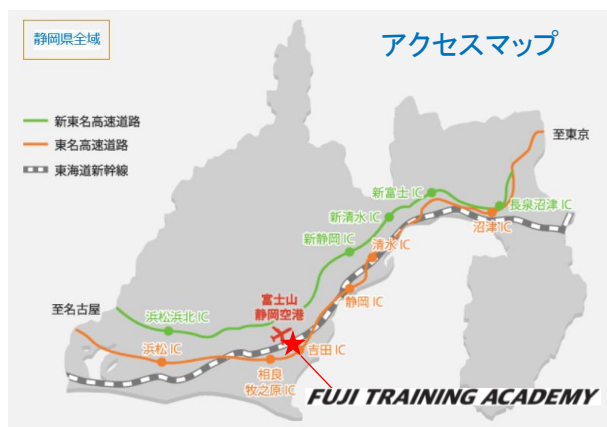 静岡県全域
アクセスマップ
新東名高速道路
東名高速道路
東海道新幹線
至東京
新富士 IC
長泉沼津 IC
新清水 IC
沼津 IC
新静岡 IC
清水 IC
富士山
静岡空港
静岡 IC
至名古屋
浜松浜北 IC
浜松 IC
吉田 IC
相良
牧之原 IC
FUJI TRAINING ACADEMY